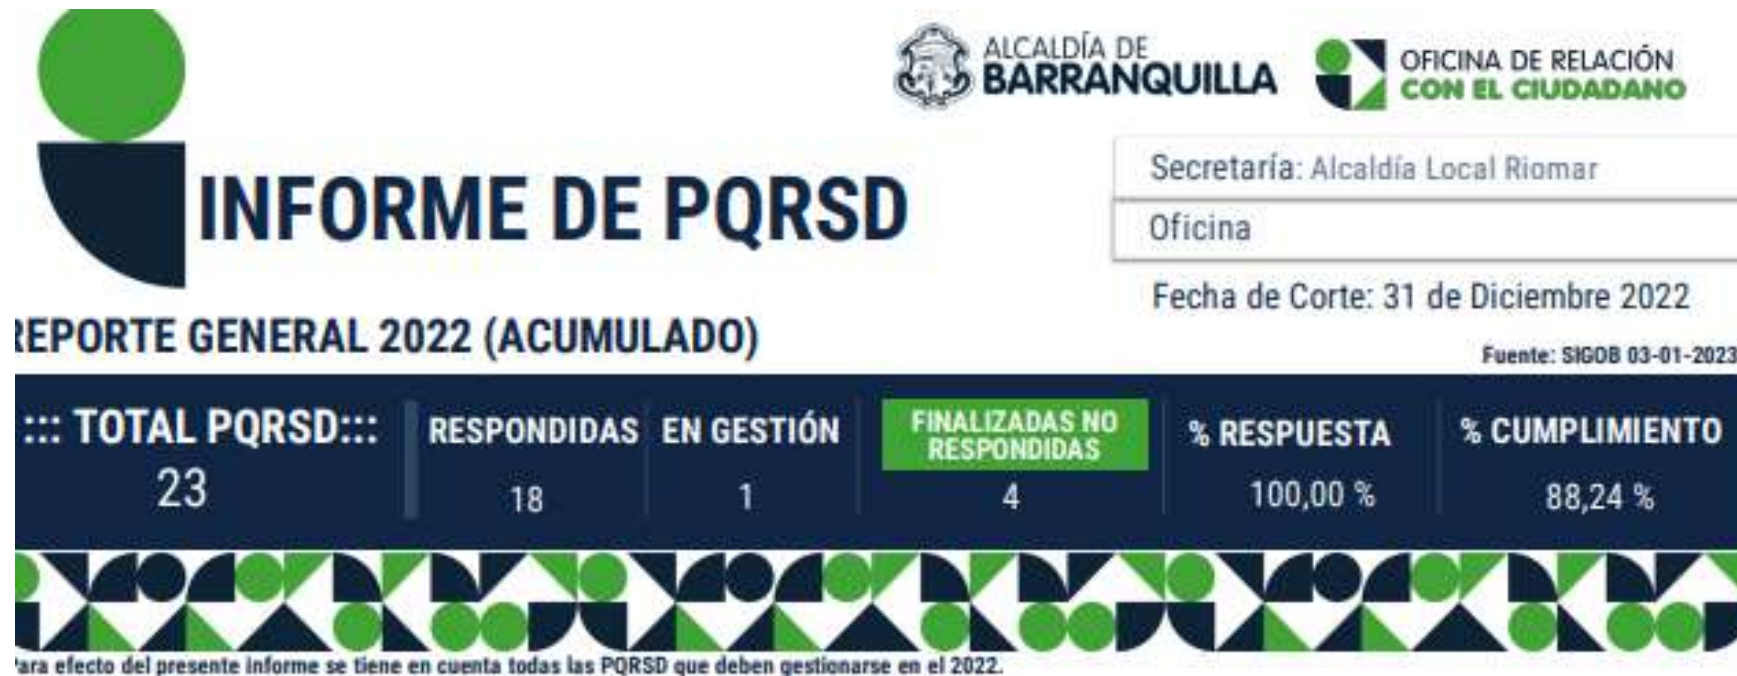 ALCALDÍA DE
BARRANQUILLA
OFICINA DE RELACIÓN
CON EL CIUDADANO
INFORME DE PQRSD
Secretaría: Alcaldía Local Riomar
Oficina
Fecha de Corte: 31 de Diciembre 2022
REPORTE GENERAL 2022 (ACUMULADO)
Fuente: SIGOB 03-01-2023
::: TOTAL PQRSD:::
23
RESPONDIDAS
18
EN GESTIÓN
1
FINALIZADAS NO
RESPONDIDAS
4
% RESPUESTA
100,00 %
% CUMPLIMIENTO
88,24 %
Para efecto del presente informe se tiene en cuenta todas las PQRSD que deben gestionarse en el 2022.